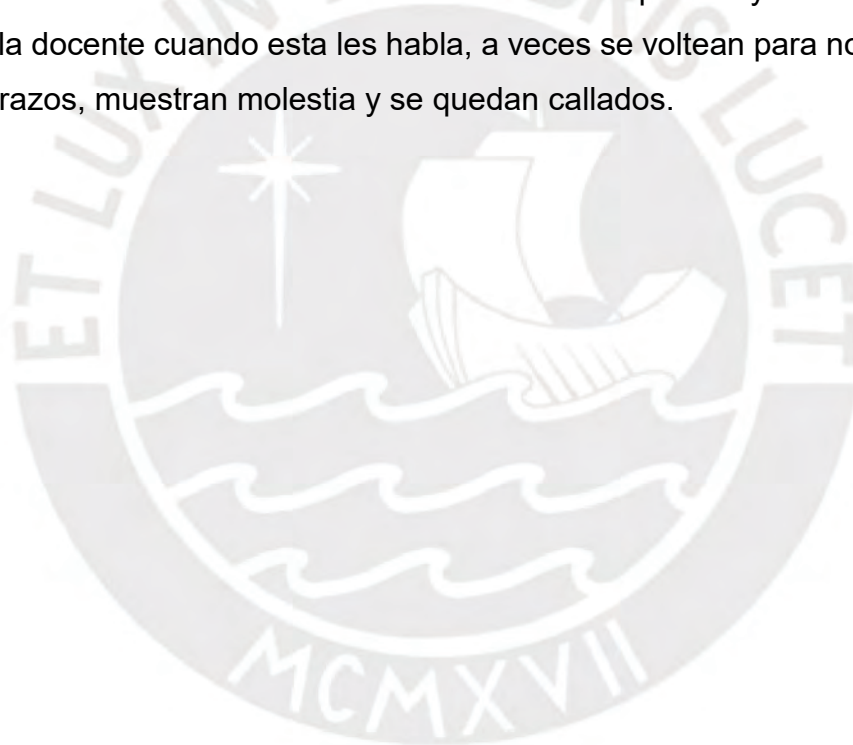 la docente cuando esta les habla, a veces se voltean para no
razos, muestran molestia y se quedan callados.
ET LUX IN LUCET
MCMXVII